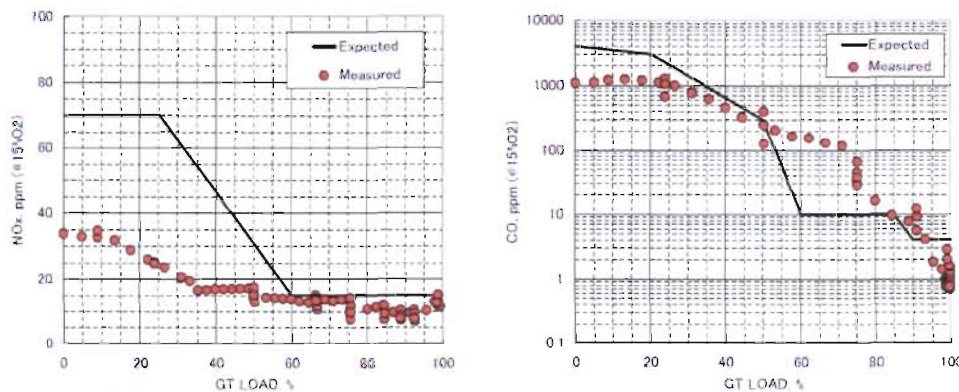 NOx, ppm (@15%O2)
100
80
60
40
20
0
Expected
Measured
0 20 40 60 80 100
GT LOAD, %
CO, ppm (@15%O2)
10000
1000
100
10
1
0.1
Expected
Measured
0 20 40 60 80 100
GT LOAD, %